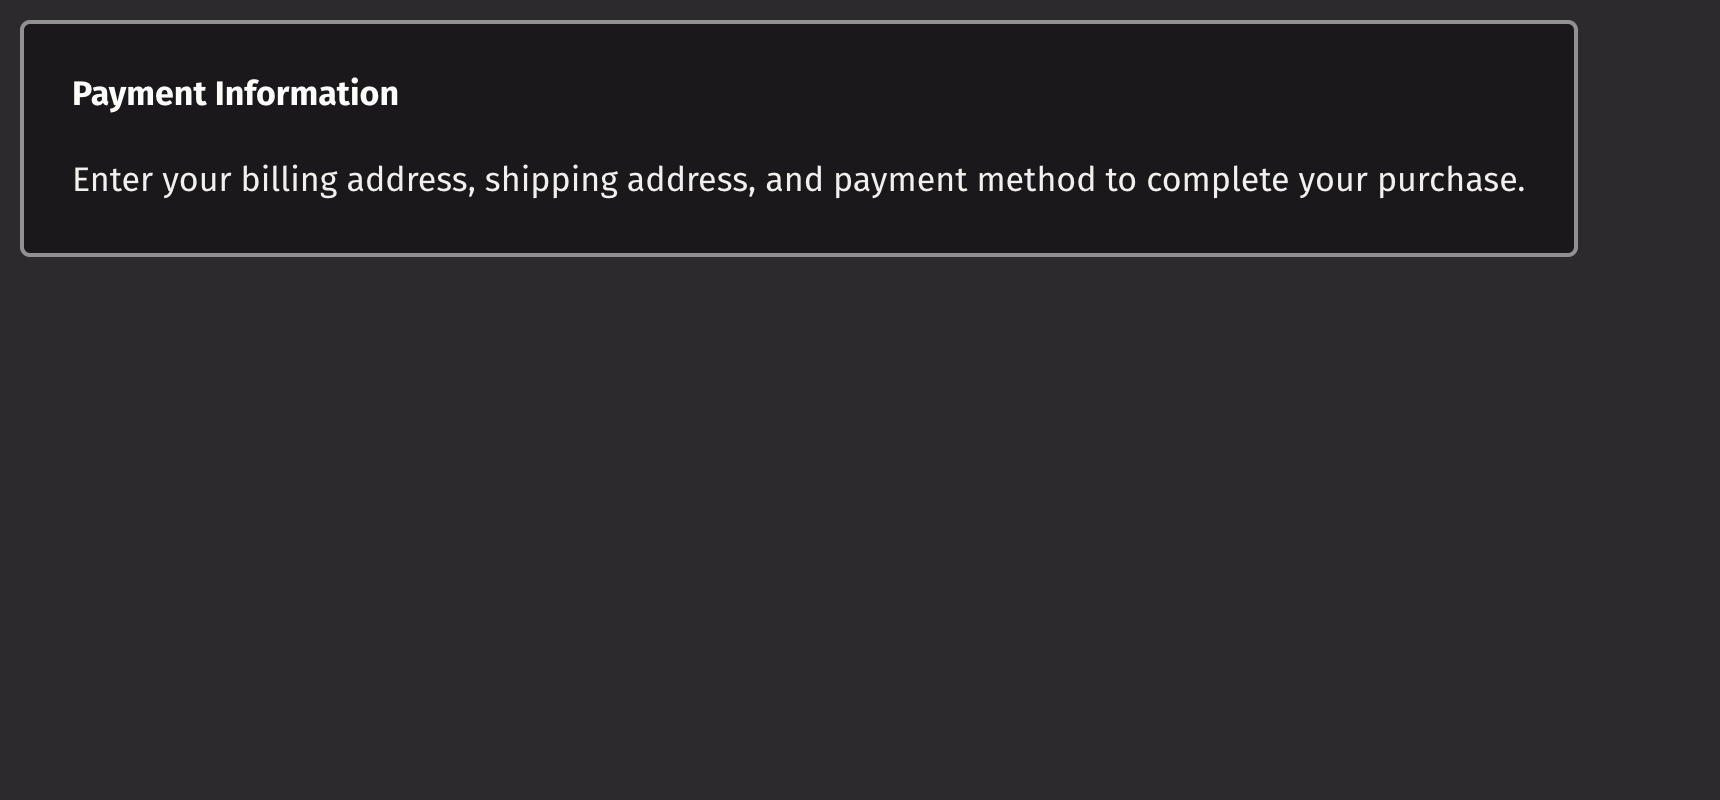 Payment Information
Enter your billing address, shipping address, and payment method to complete your purchase.